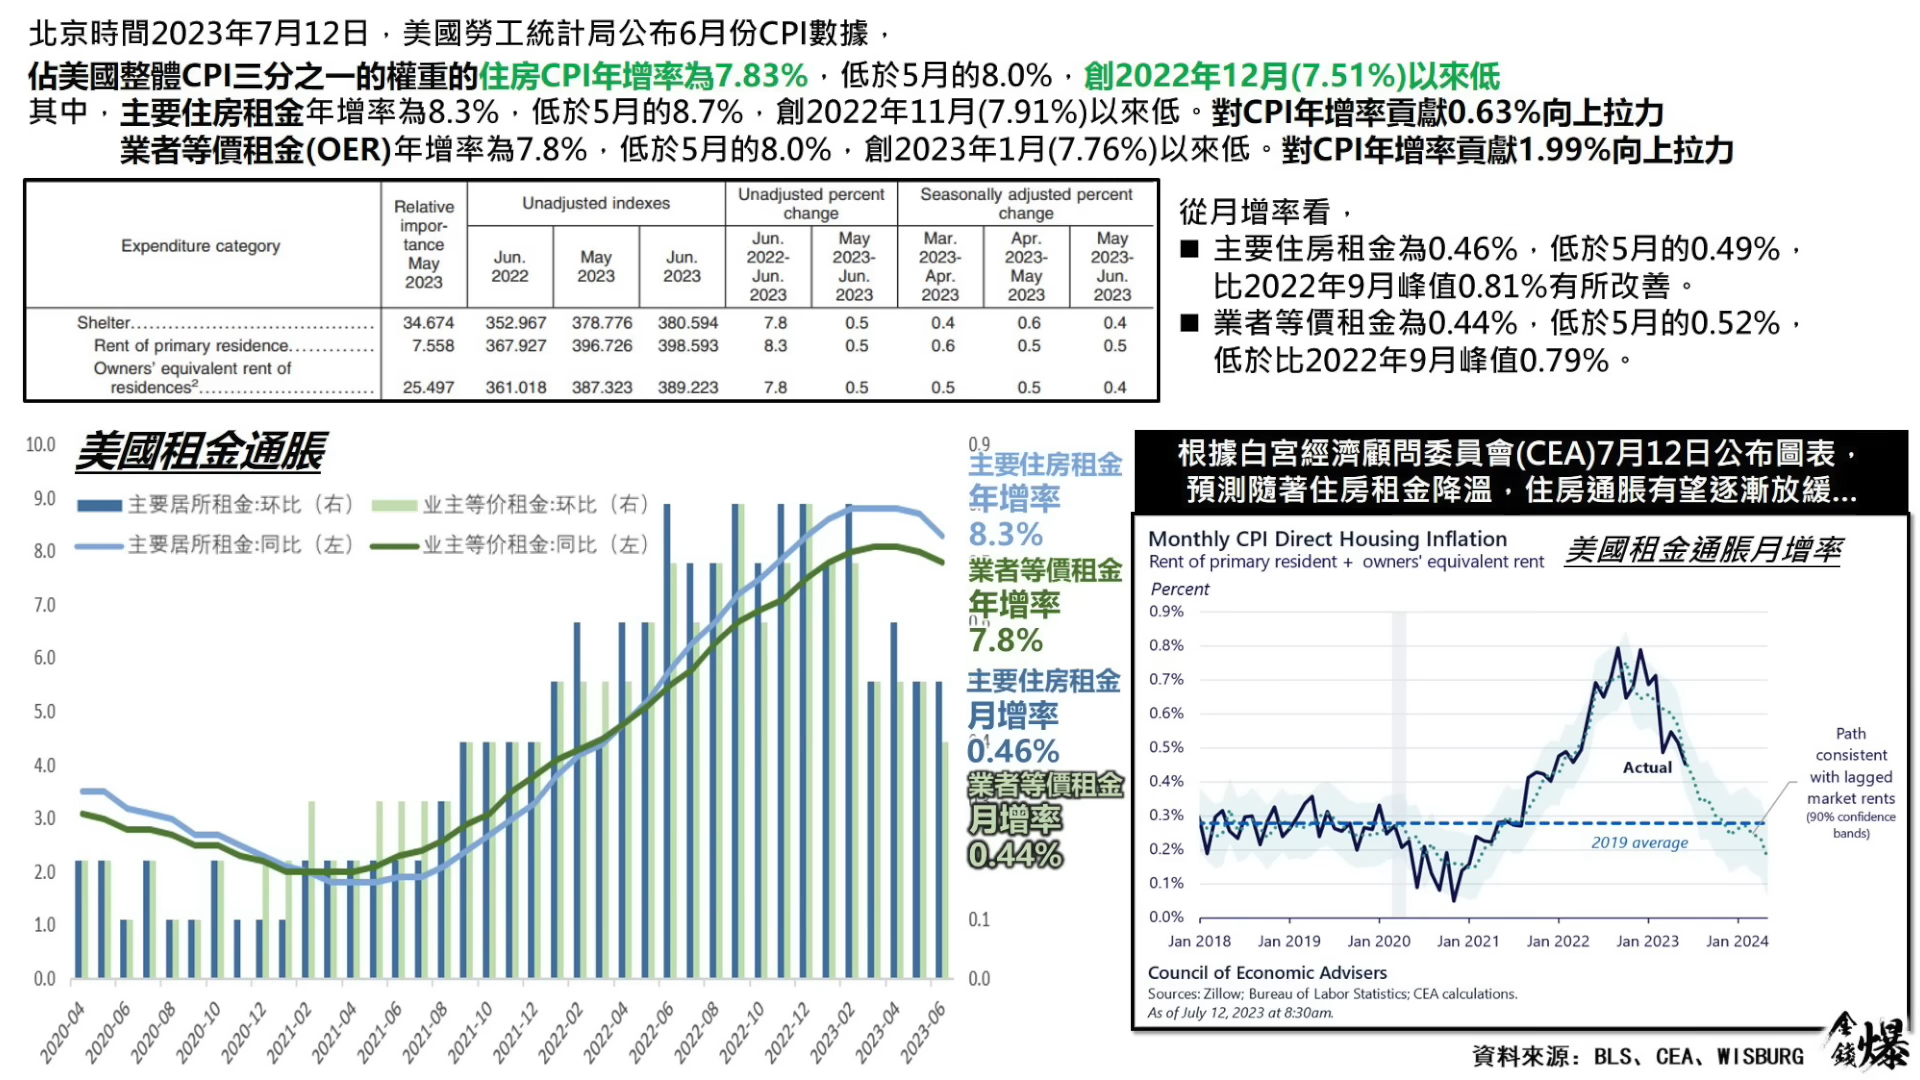 北京時間2023年7月12日，美國勞工統計局公布6月份CPI數據，
佔美國整體CPI三分之一的權重的住房CPI年增率為7.83%，低於5月的8.0%，創2022年12月(7.51%)以來低
其中，主要住房租金年增率為8.3%，低於5月的8.7%，創2022年11月(7.91%)以來低。對CPI年增率貢獻0.63%向上拉力
業者等價租金(OER)年增率為7.8%，低於5月的8.0%，創2023年1月(7.76%)以來低。對CPI年增率貢獻1.99%向上拉力
Expenditure category
Relative impor-tance May 2023
Unadjusted indexes
Unadjusted percent change
Seasonally adjusted percent change
Jun. 2022
May 2023
Jun. 2023
Jun. 2022-Jun. 2023
May 2023-Jun. 2023
Mar. 2023-Apr. 2023
Apr. 2023-May 2023
May 2023-Jun. 2023
Shelter 34.674 352.967 378.776 380.594 7.8 0.5 0.4 0.6 0.4
Rent of primary residence 7.558 367.927 396.726 398.593 8.3 0.5 0.6 0.5 0.5
Owners' equivalent rent of
residences2 25.497 361.018 387.323 389.223 7.8 0.5 0.5 0.5 0.4
從月增率看，
■ 主要住房租金為0.46%，低於5月的0.49%，
比2022年9月峰值0.81%有所改善。
■ 業者等價租金為0.44%，低於5月的0.52%，
低於比2022年9月峰值0.79%。
美國租金通脹
主要居所租金:环比（右） 业主等价租金:环比（右）
主要居所租金:同比（左） 业主等价租金:同比（左）
10.0
9.0
8.0
7.0
6.0
5.0
4.0
3.0
2.0
1.0
0.0
0.9
0.1
0.0
2020-04 2020-06 2020-08 2020-10 2020-12 2021-02 2021-04 2021-06 2021-08 2021-10 2021-12 2022-02 2022-04 2022-06 2022-08 2022-10 2022-12 2023-02 2023-04 2023-06
主要住房租金
年增率
8.3%
業者等價租金
年增率
7.8%
主要住房租金
月增率
0.46%
業者等價租金
月增率
0.44%
根據白宮經濟顧問委員會(CEA)7月12日公布圖表，
預測隨著住房租金降溫，住房通脹有望逐漸放緩...
Monthly CPI Direct Housing Inflation
Rent of primary resident + owners' equivalent rent
美國租金通脹月增率
Percent
0.9%
0.8%
0.7%
0.6%
0.5%
0.4%
0.3%
0.2%
0.1%
0.0%
Actual
2019 average
Path
consistent
with lagged
market rents
(90% confidence
bands)
Jan 2018 Jan 2019 Jan 2020 Jan 2021 Jan 2022 Jan 2023 Jan 2024
Council of Economic Advisers
Sources: Zillow; Bureau of Labor Statistics; CEA calculations.
As of July 12, 2023 at 8:30am.
資料來源：BLS、CEA、WISBURG
金錢爆